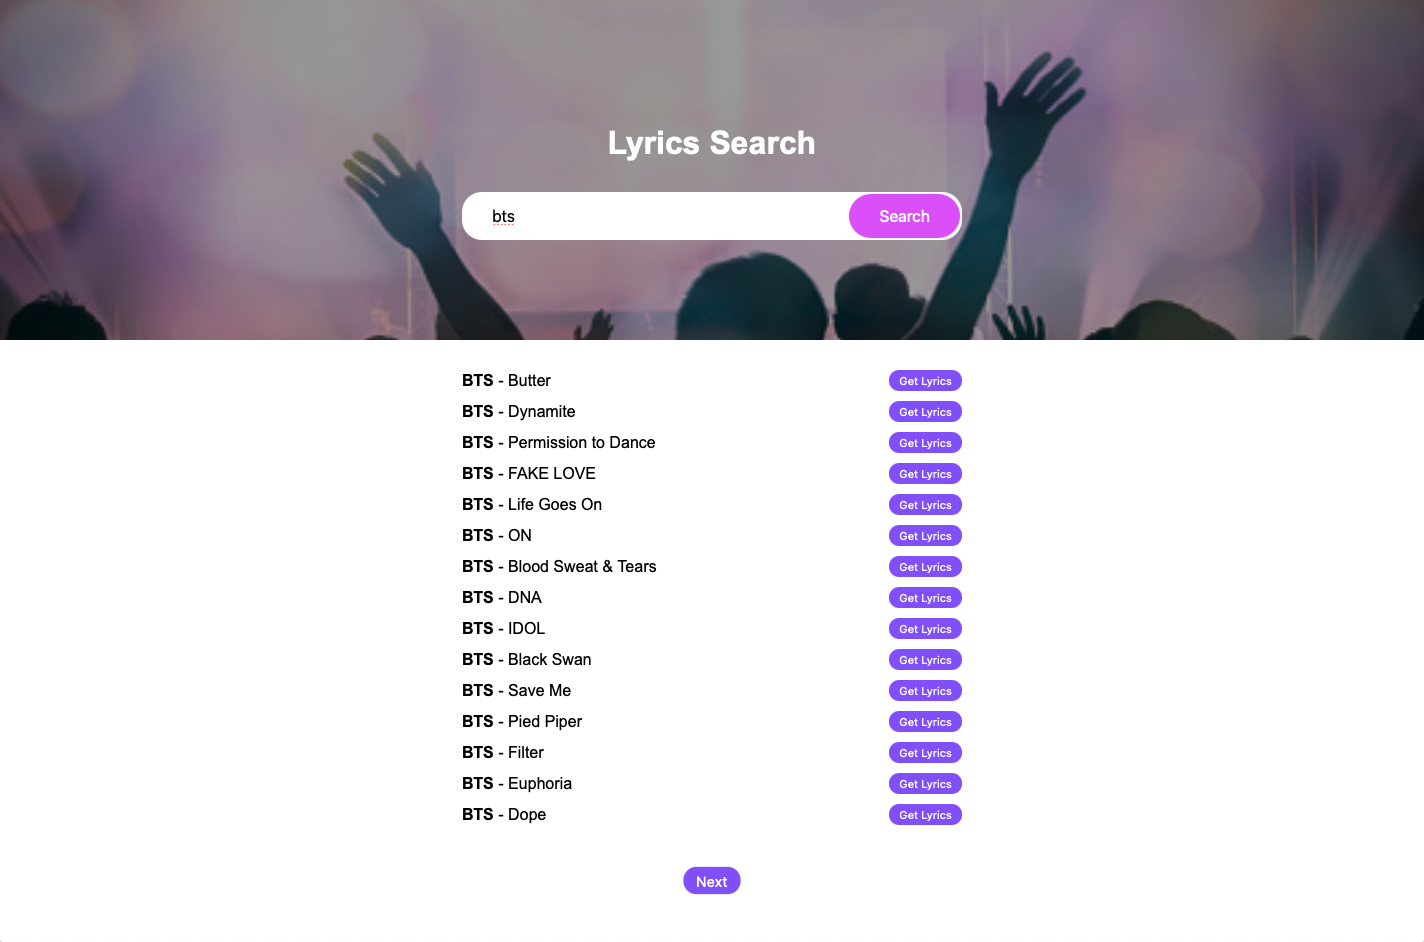 Lyrics Search
bts Search
BTS - Butter Get Lyrics
BTS - Dynamite Get Lyrics
BTS - Permission to Dance Get Lyrics
BTS - FAKE LOVE Get Lyrics
BTS - Life Goes On Get Lyrics
BTS - ON Get Lyrics
BTS - Blood Sweat & Tears Get Lyrics
BTS - DNA Get Lyrics
BTS - IDOL Get Lyrics
BTS - Black Swan Get Lyrics
BTS - Save Me Get Lyrics
BTS - Pied Piper Get Lyrics
BTS - Filter Get Lyrics
BTS - Euphoria Get Lyrics
BTS - Dope Get Lyrics
Next